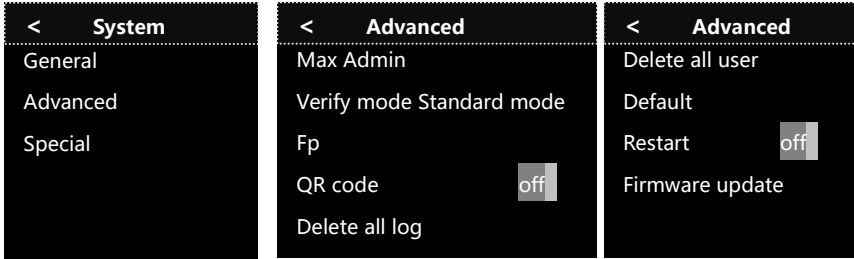 < System
General
Advanced
Special
< Advanced
Max Admin
Verify mode Standard mode
Fp
QR code off
Delete all log
< Advanced
Delete all user
Default
Restart off
Firmware update